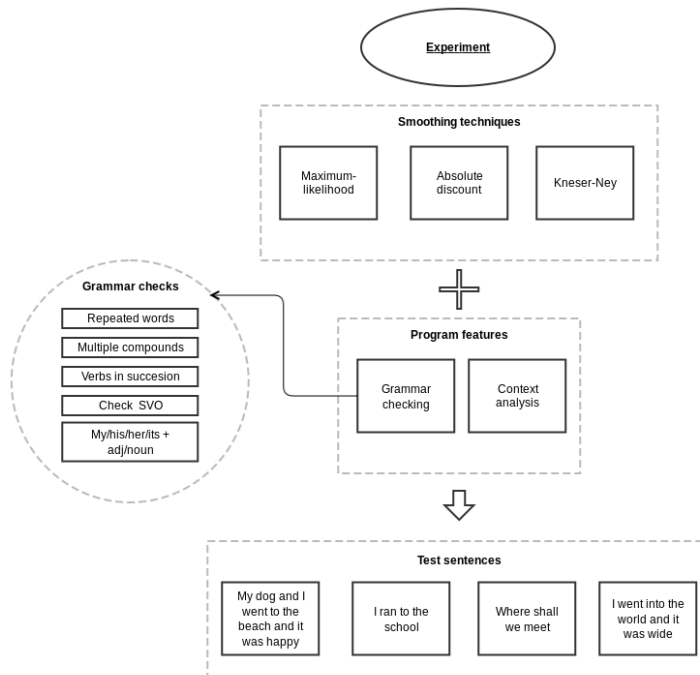 Experiment
Smoothing techniques
Maximum-
likelihood
Absolute
discount
Kneser-Ney
Grammar checks
Repeated words
Multiple compounds
Verbs in succesion
Check SVO
My/his/her/its +
adj/noun
Program features
Grammar
checking
Context
analysis
Test sentences
My dog and I
went to the
beach and it
was happy
I ran to the
school
Where shall
we meet
I went into the
world and it
was wide